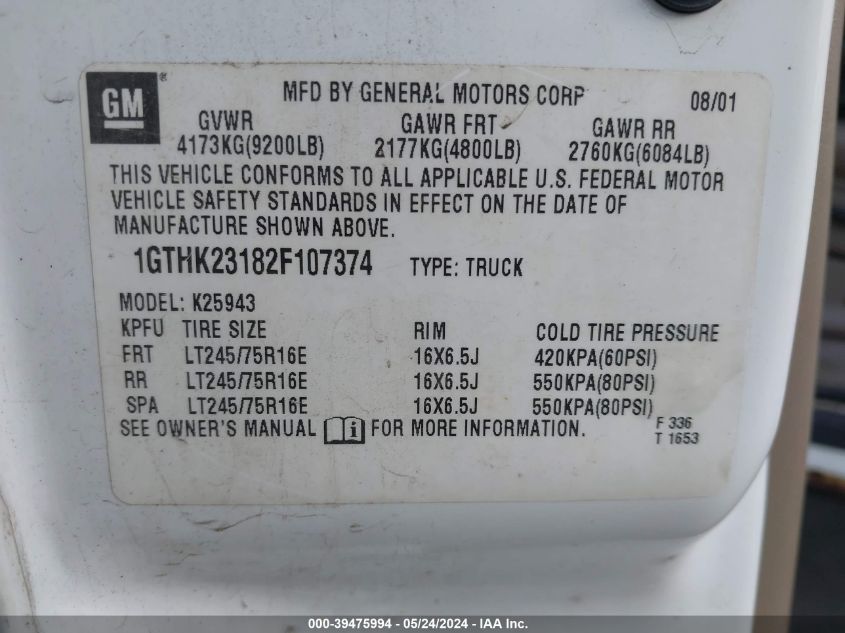 GM ®
MFD BY GENERAL MOTORS CORP 08/01
GVWR GAWR FRT GAWR RR
4173KG(9200LB) 2177KG(4800LB) 2760KG(6084LB)
THIS VEHICLE CONFORMS TO ALL APPLICABLE U.S. FEDERAL MOTOR
VEHICLE SAFETY STANDARDS IN EFFECT ON THE DATE OF
MANUFACTURE SHOWN ABOVE.
1GTHK23182F107374 TYPE: TRUCK
MODEL: K25943
KPFU TIRE SIZE RIM COLD TIRE PRESSURE
FRT LT245/75R16E 16X6.5J 420KPA(60PSI)
RR LT245/75R16E 16X6.5J 550KPA(80PSI)
SPA LT245/75R16E 16X6.5J 550KPA(80PSI)
SEE OWNER'S MANUAL i FOR MORE INFORMATION. F 336
T 1653
000-39475994 - 05/24/2024 - IAA Inc.